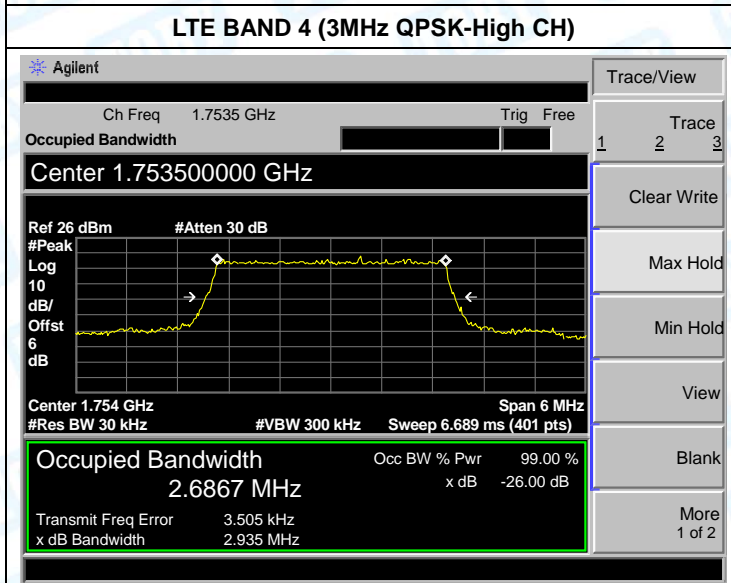 LTE BAND 4 (3MHz QPSK-High CH)
Agilent
Trace/View
Ch Freq 1.7535 GHz Trig Free
Occupied Bandwidth
Trace
1 2 3
Center 1.753500000 GHz
Clear Write
Ref 26 dBm #Atten 30 dB
#Peak
Log
10
dB/
Offst
6
dB
Max Hold
Min Hold
View
Center 1.754 GHz Span 6 MHz
#Res BW 30 kHz #VBW 300 kHz Sweep 6.689 ms (401 pts)
Occupied Bandwidth Occ BW % Pwr 99.00 %
2.6867 MHz x dB -26.00 dB
Blank
Transmit Freq Error 3.505 kHz
x dB Bandwidth 2.935 MHz
More
1 of 2